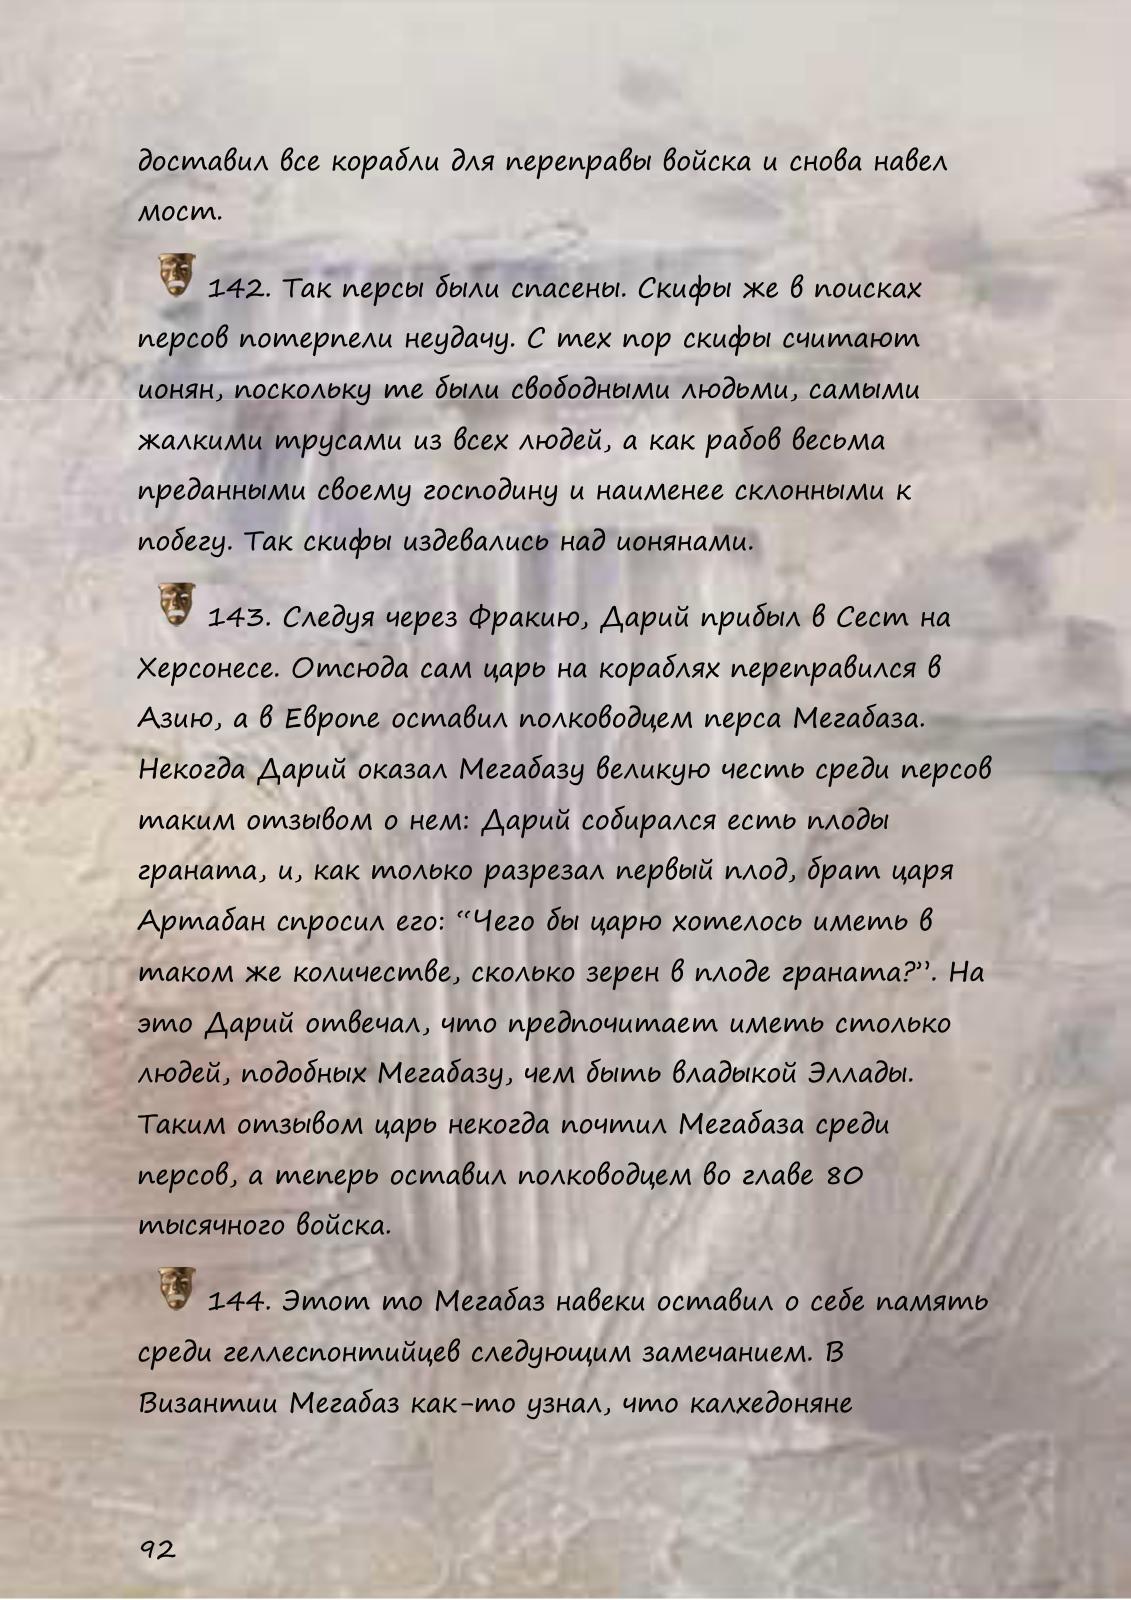 доставил все корабли для переправы войска и снова навел
мост.
142. Так персы были спасены. Скифы же в поисках
персов потерпели неудачу. С тех пор скифы считают
ионян, поскольку те были свободными людьми, самыми
жалкими трусами из всех людей, а как рабов весьма
преданными своему господину и наименее склонными к
побегу. Так скифы издевались над ионянами.
143. Следуя через Фракию, Дарий прибыл в Сест на
Херсонесе. Отсюда сам царь на кораблях переправился в
Азию, а в Европе оставил полководцем перса Мегабаза.
Некогда Дарий оказал Мегабазу великую честь среди персов
таким отзывом о нем: Дарий собирался есть плоды
граната, и, как только разрезал первый плод, брат царя
Артабан спросил его: “Чего бы царю хотелось иметь в
таком же количестве, сколько зерен в плоде граната?”. На
это Дарий отвечал, что предпочитает иметь столько
людей, подобных Мегабазу, чем быть владыкой Эллады.
Таким отзывом царь некогда почтил Мегабаза среди
персов, а теперь оставил полководцем во главе 80
тысячного войска.
144. Этот то Мегабаз навеки оставил о себе память
среди геллеспонтийцев следующим замечанием. В
Византии Мегабаз как-то узнал, что калхедоняне
92